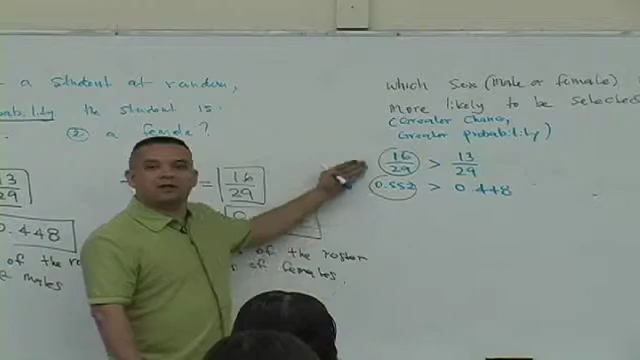 a student at random,
bability the student is
② a female?
13
29
0.448
= 16
29
of the ro
males
s of the roster
s of females.
which Sex (Male or female)
More likely to be selected
(Greater chance,
Greater probability)
16/29 > 13/29
0.552 > 0.448